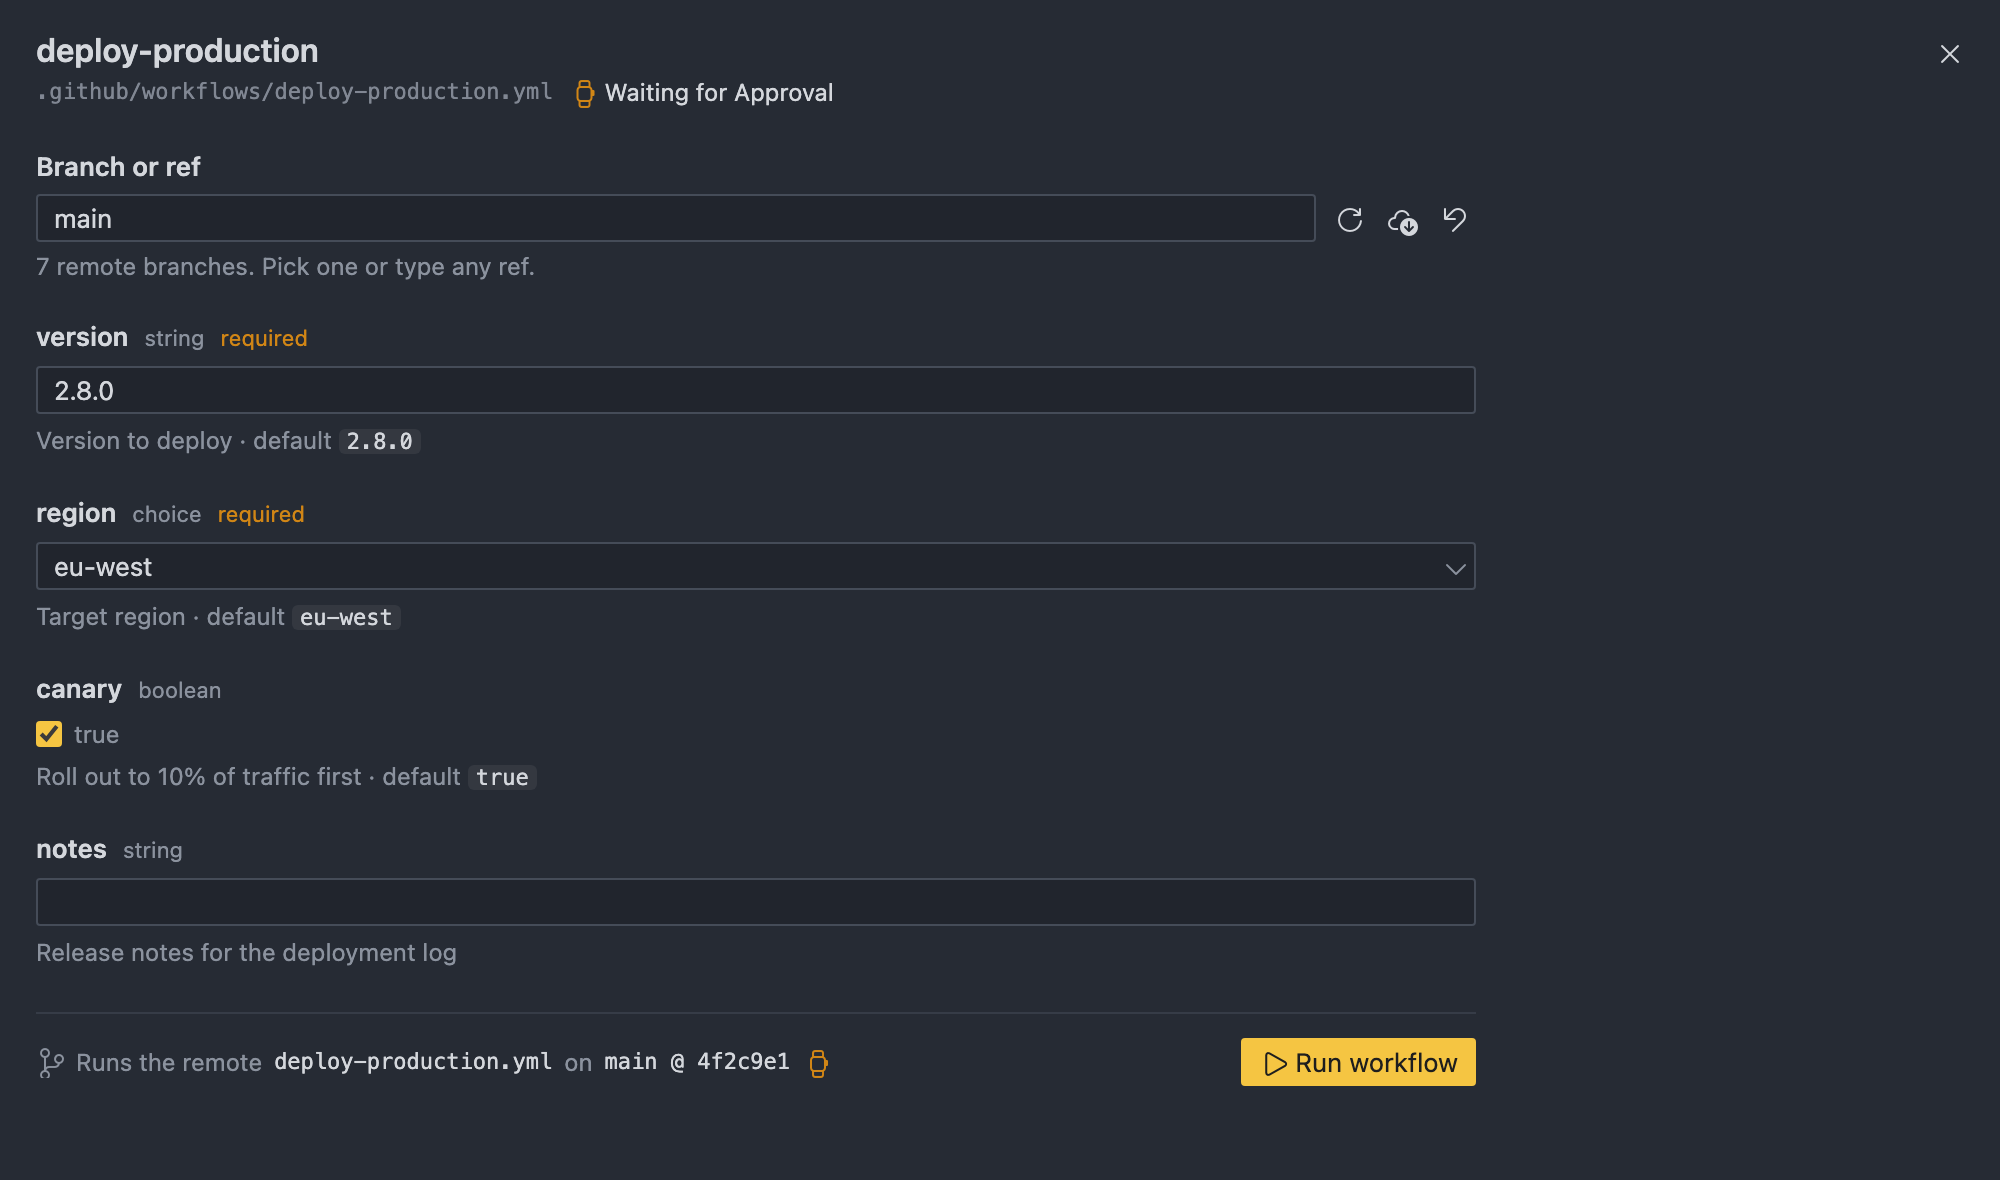 deploy-production
.github/workflows/deploy-production.yml Waiting for Approval
Branch or ref
main
7 remote branches. Pick one or type any ref.
version string required
2.8.0
Version to deploy · default 2.8.0
region choice required
eu-west
Target region · default eu-west
canary boolean
true
Roll out to 10% of traffic first · default true
notes string
Release notes for the deployment log
Runs the remote deploy-production.yml on main @ 4f2c9e1
Run workflow